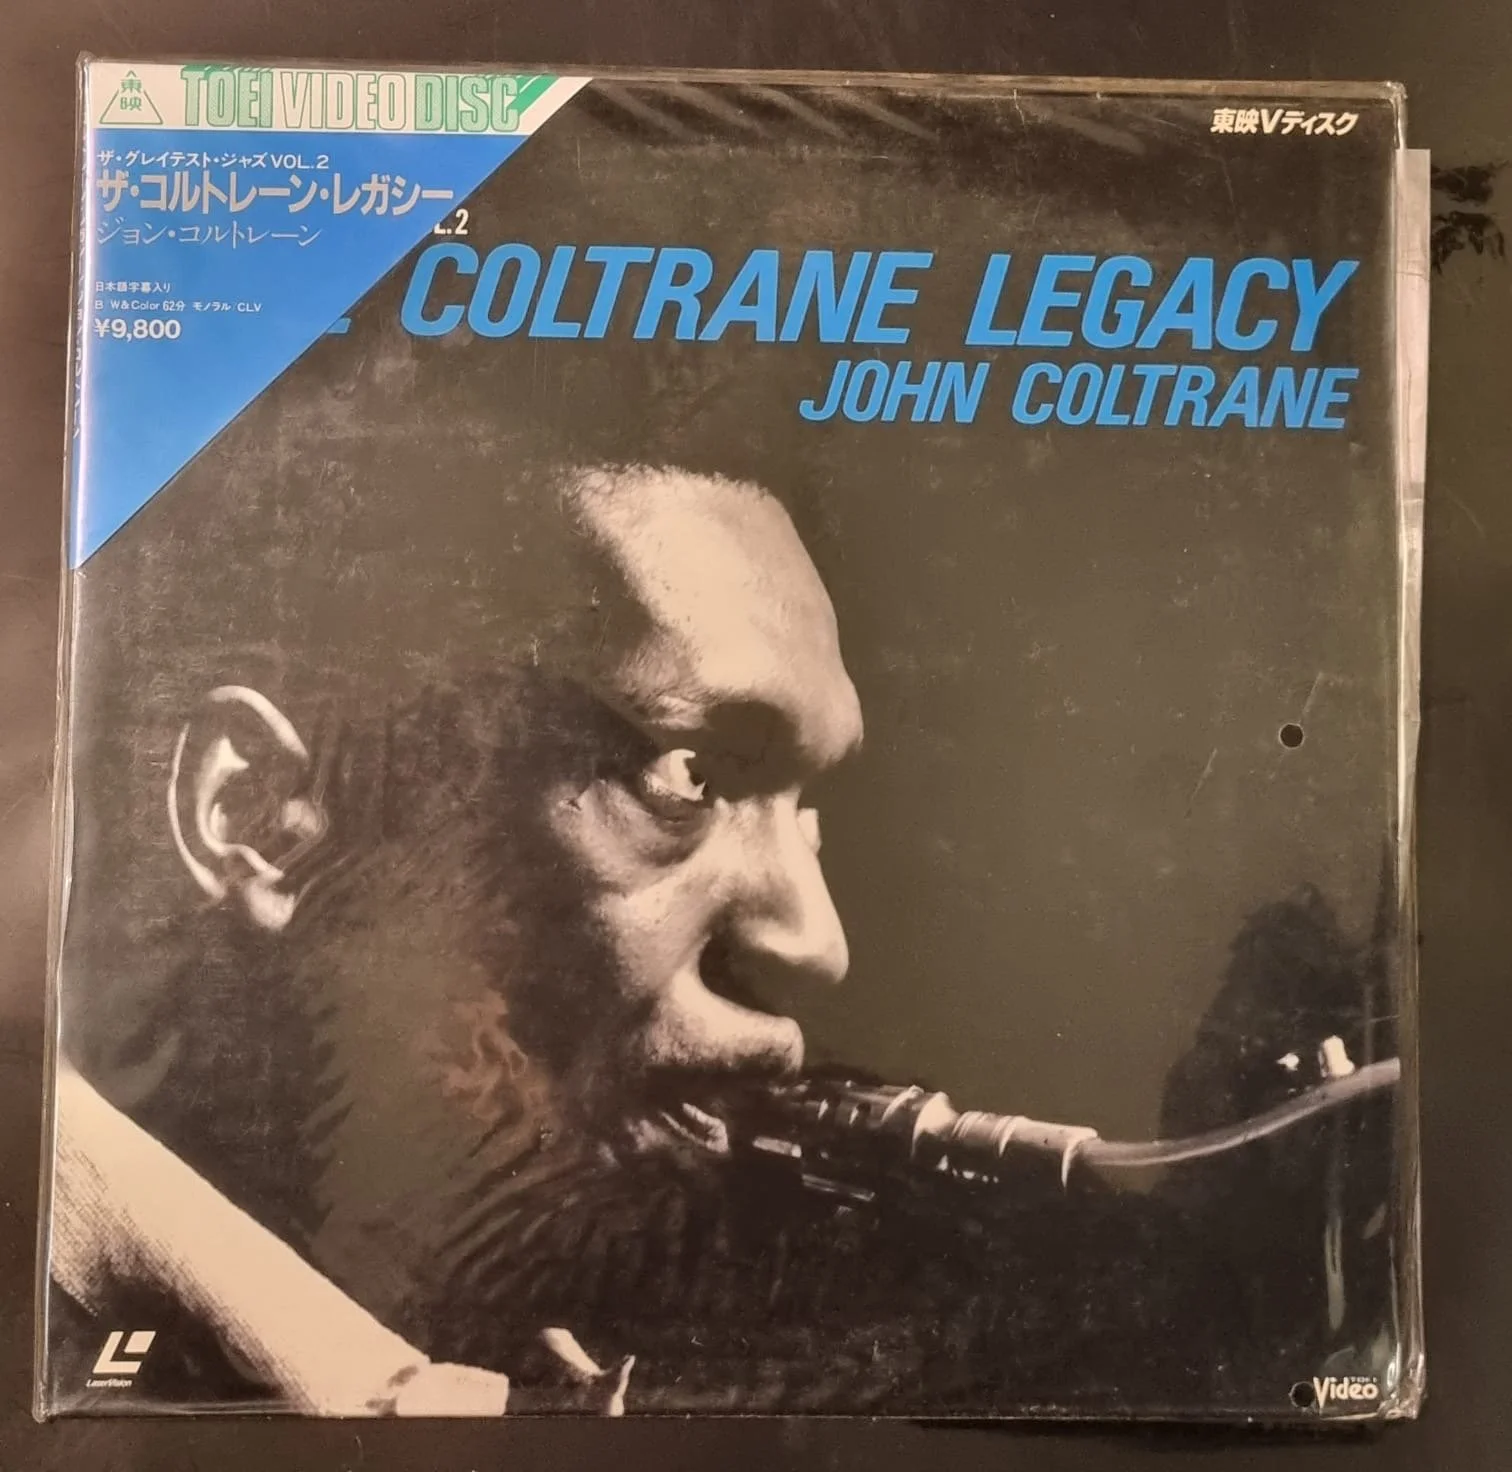 東映
TOEI VIDEO DISC
東映Vディスク
ザ・グレイテスト・ジャズ VOL.2
ザ・コルトレーン・レガシー
ジョン・コルトレーン
日本語字幕入り
B/W&Color 62分 モノラル/CLV
¥9,800
L.2
COLTRANE LEGACY
JOHN COLTRANE
LaserVision
TOEI
Video